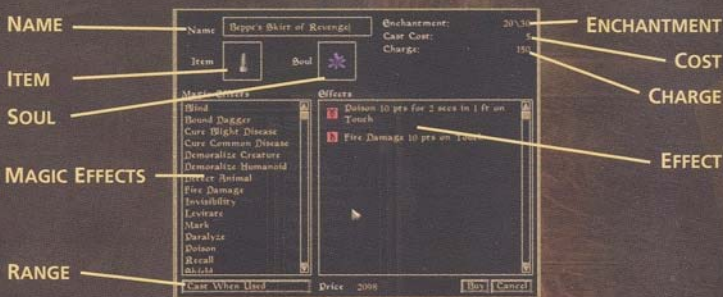 NAME
ITEM
SOUL
MAGIC EFFECTS
RANGE
Name Beppe's Skirt of Revenge
Enchantment: 20\30
Cast Cost: 5
Charge: 150
Item
Soul
Magic Effects
Blind
Bound Dagger
Cure Blight Disease
Cure Common Disease
Demoralize Creature
Demoralize Humanoid
Detect Animal
Fire Damage
Invisibility
Levitate
Mark
Paralyze
Poison
Recall
Shield
Cast When Used
Effects
Poison 10 pts for 2 secs in 1 ft on
Touch
Fire Damage 10 pts on Touch
Price 2098
Buy Cancel
ENCHANTMENT
COST
CHARGE
EFFECT